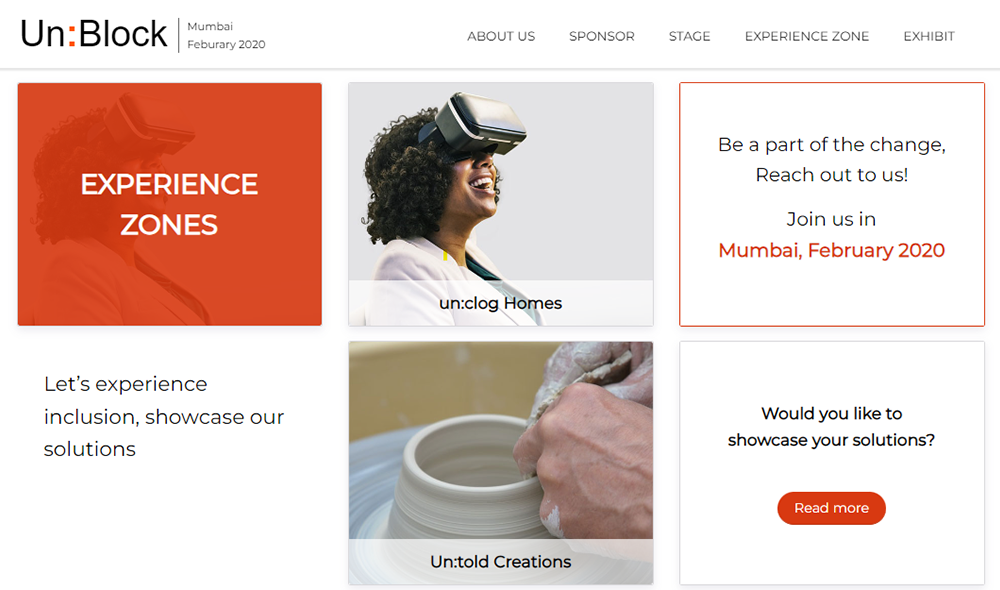 Un:Block
Mumbai
Feburary 2020
ABOUT US
SPONSOR
STAGE
EXPERIENCE ZONE
EXHIBIT
EXPERIENCE
ZONES
un:clog Homes
Be a part of the change,
Reach out to us!
Join us in
Mumbai, February 2020
Let’s experience
inclusion, showcase our
solutions
Un:told Creations
Would you like to
showcase your solutions?
Read more